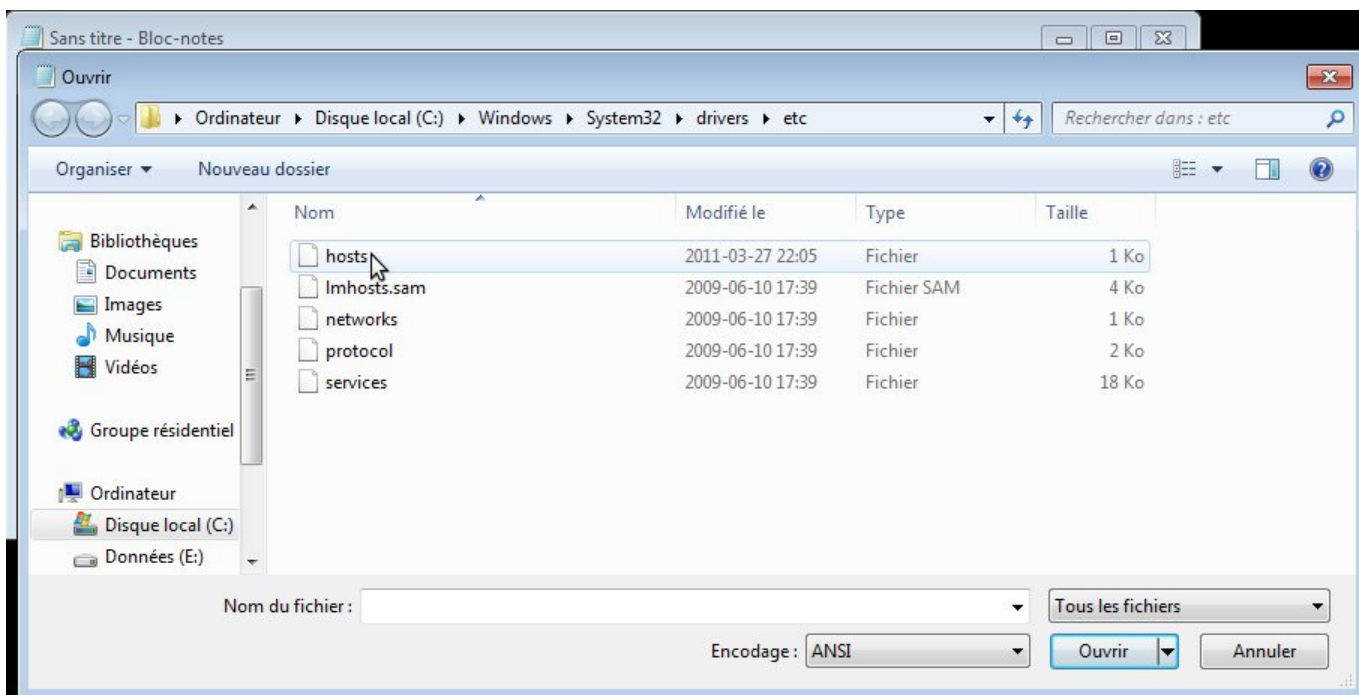 Sans titre - Bloc-notes
Ouvrir
Ordinateur Disque local (C:) Windows System32 drivers etc
Rechercher dans : etc
Organiser Nouveau dossier
Nom Modifié le Type Taille
Bibliothèques
Documents
Images
Musique
Vidéos
Groupe résidentiel
Ordinateur
Disque local (C:)
Données (E:)
hosts 2011-03-27 22:05 Fichier 1 Ko
lmhosts.sam 2009-06-10 17:39 Fichier SAM 4 Ko
networks 2009-06-10 17:39 Fichier 1 Ko
protocol 2009-06-10 17:39 Fichier 2 Ko
services 2009-06-10 17:39 Fichier 18 Ko
Nom du fichier : Tous les fichiers
Encodage : ANSI Ouvrir Annuler